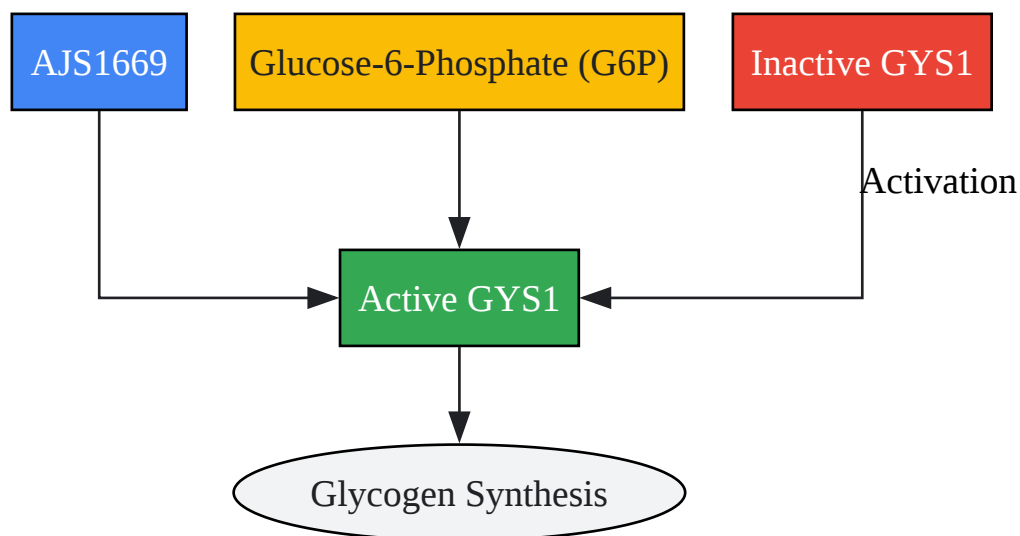 AJS1669
Glucose-6-Phosphate (G6P)
Inactive GYS1
Activation
Active GYS1
Glycogen Synthesis